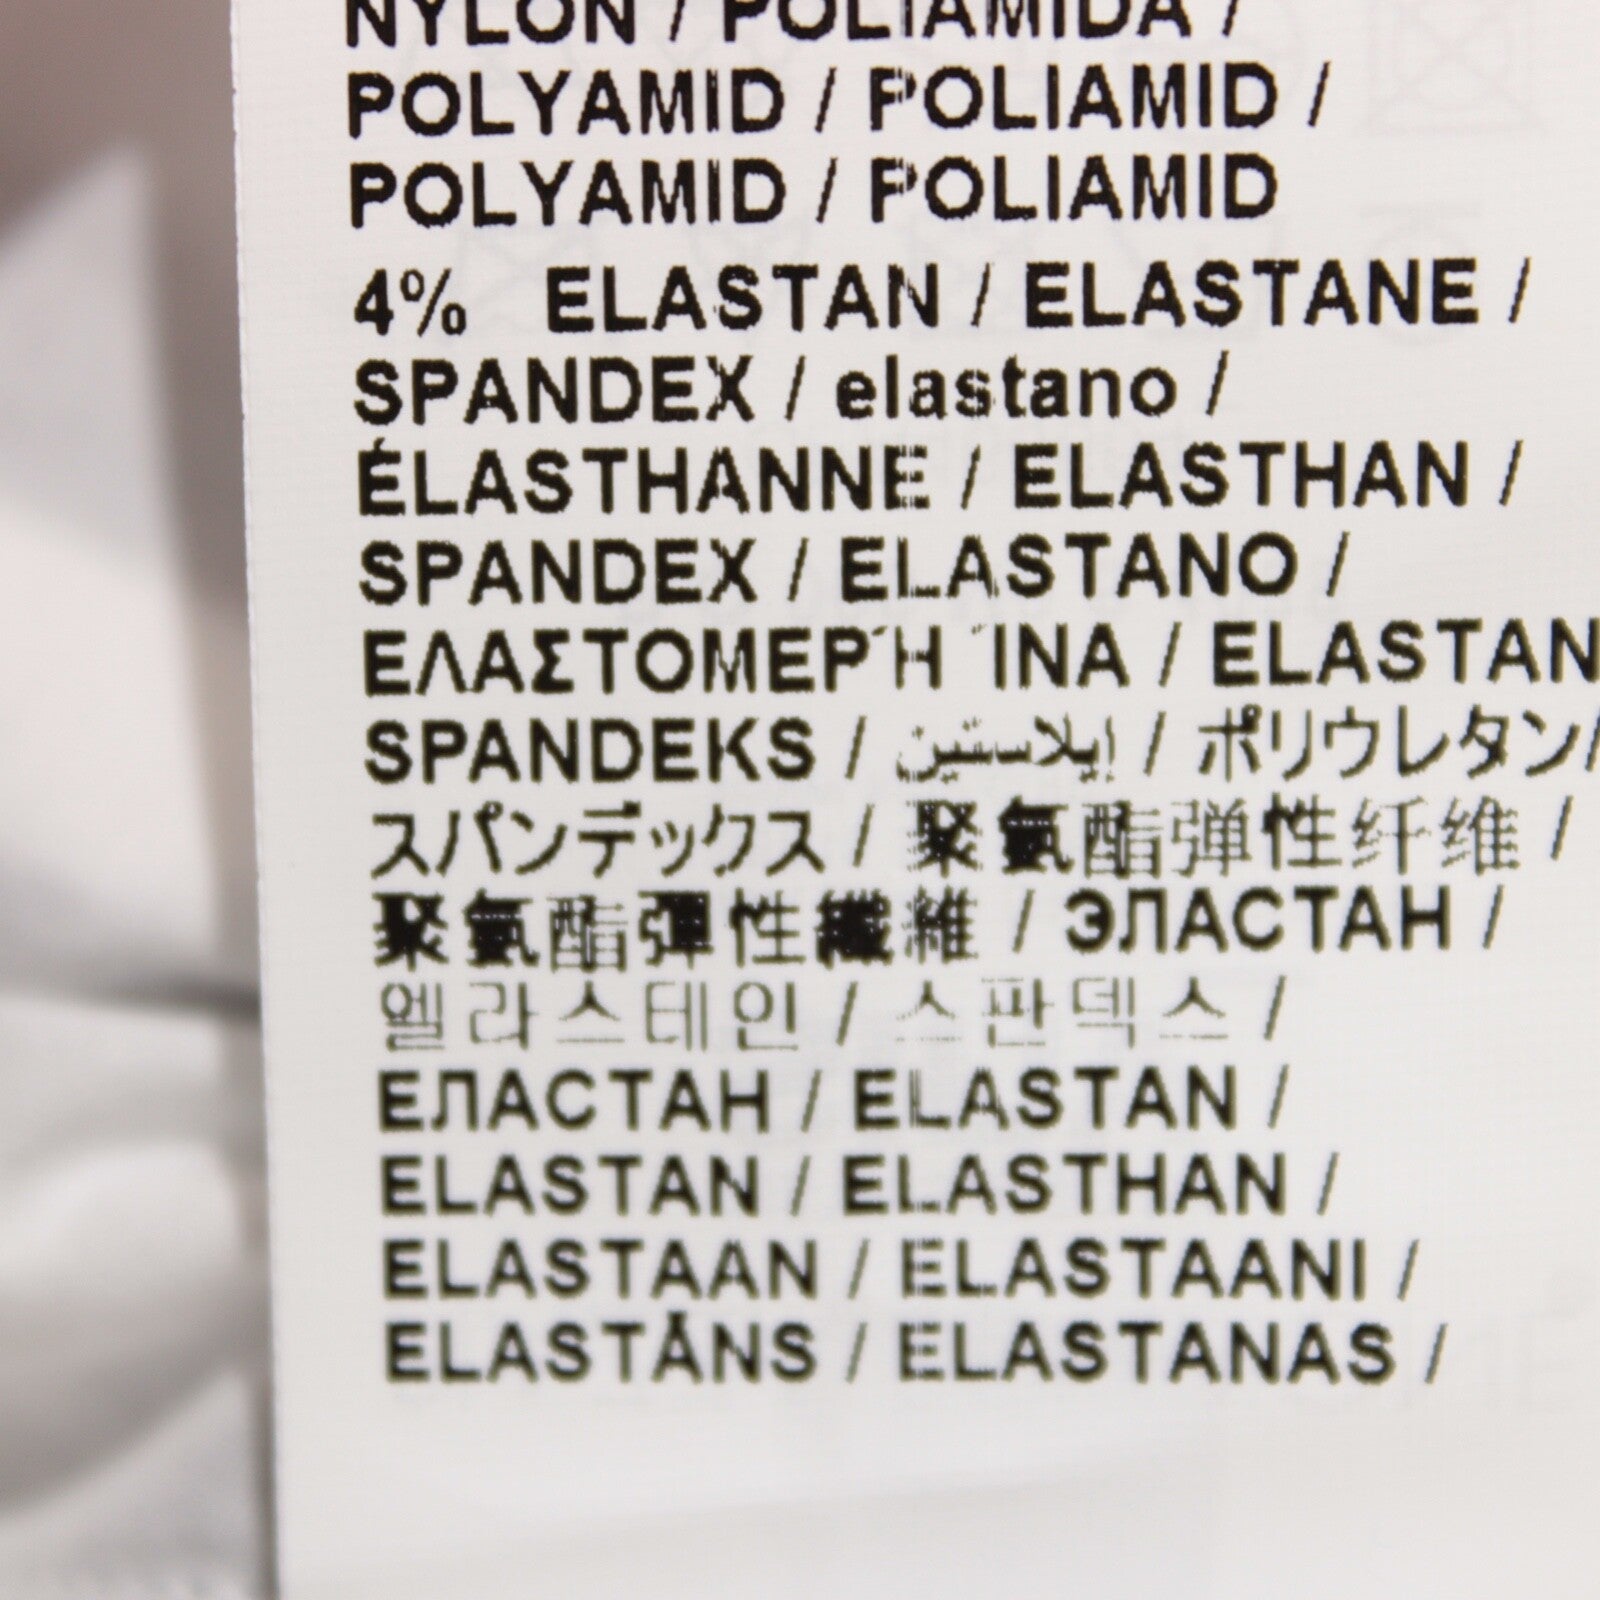 NYLON / POLIAMIDA /
POLYAMID / POLIAMID /
POLYAMID / POLIAMID
4% ELASTAN / ELASTANE /
SPANDEX / elastano /
ÉLASTHANNE / ELASTHAN /
SPANDEX / ELASTANO /
ΕΛΑΣΤΟΜΕΡ΄Η ΄ΙΝΑ / ELASTAN
SPANDEKS / / ポリウレタン/
スパンデックス / 聚氨酯弹性纤维 /
聚氨酯彈性纖維 / ЭЛАСТАН /
엘라스테인 / 스판덱스 /
ЕЛАСТАН / ELASTAN /
ELASTAN / ELASTHAN /
ELASTAAN / ELASTAANI /
ELASTĀNS / ELASTANAS /